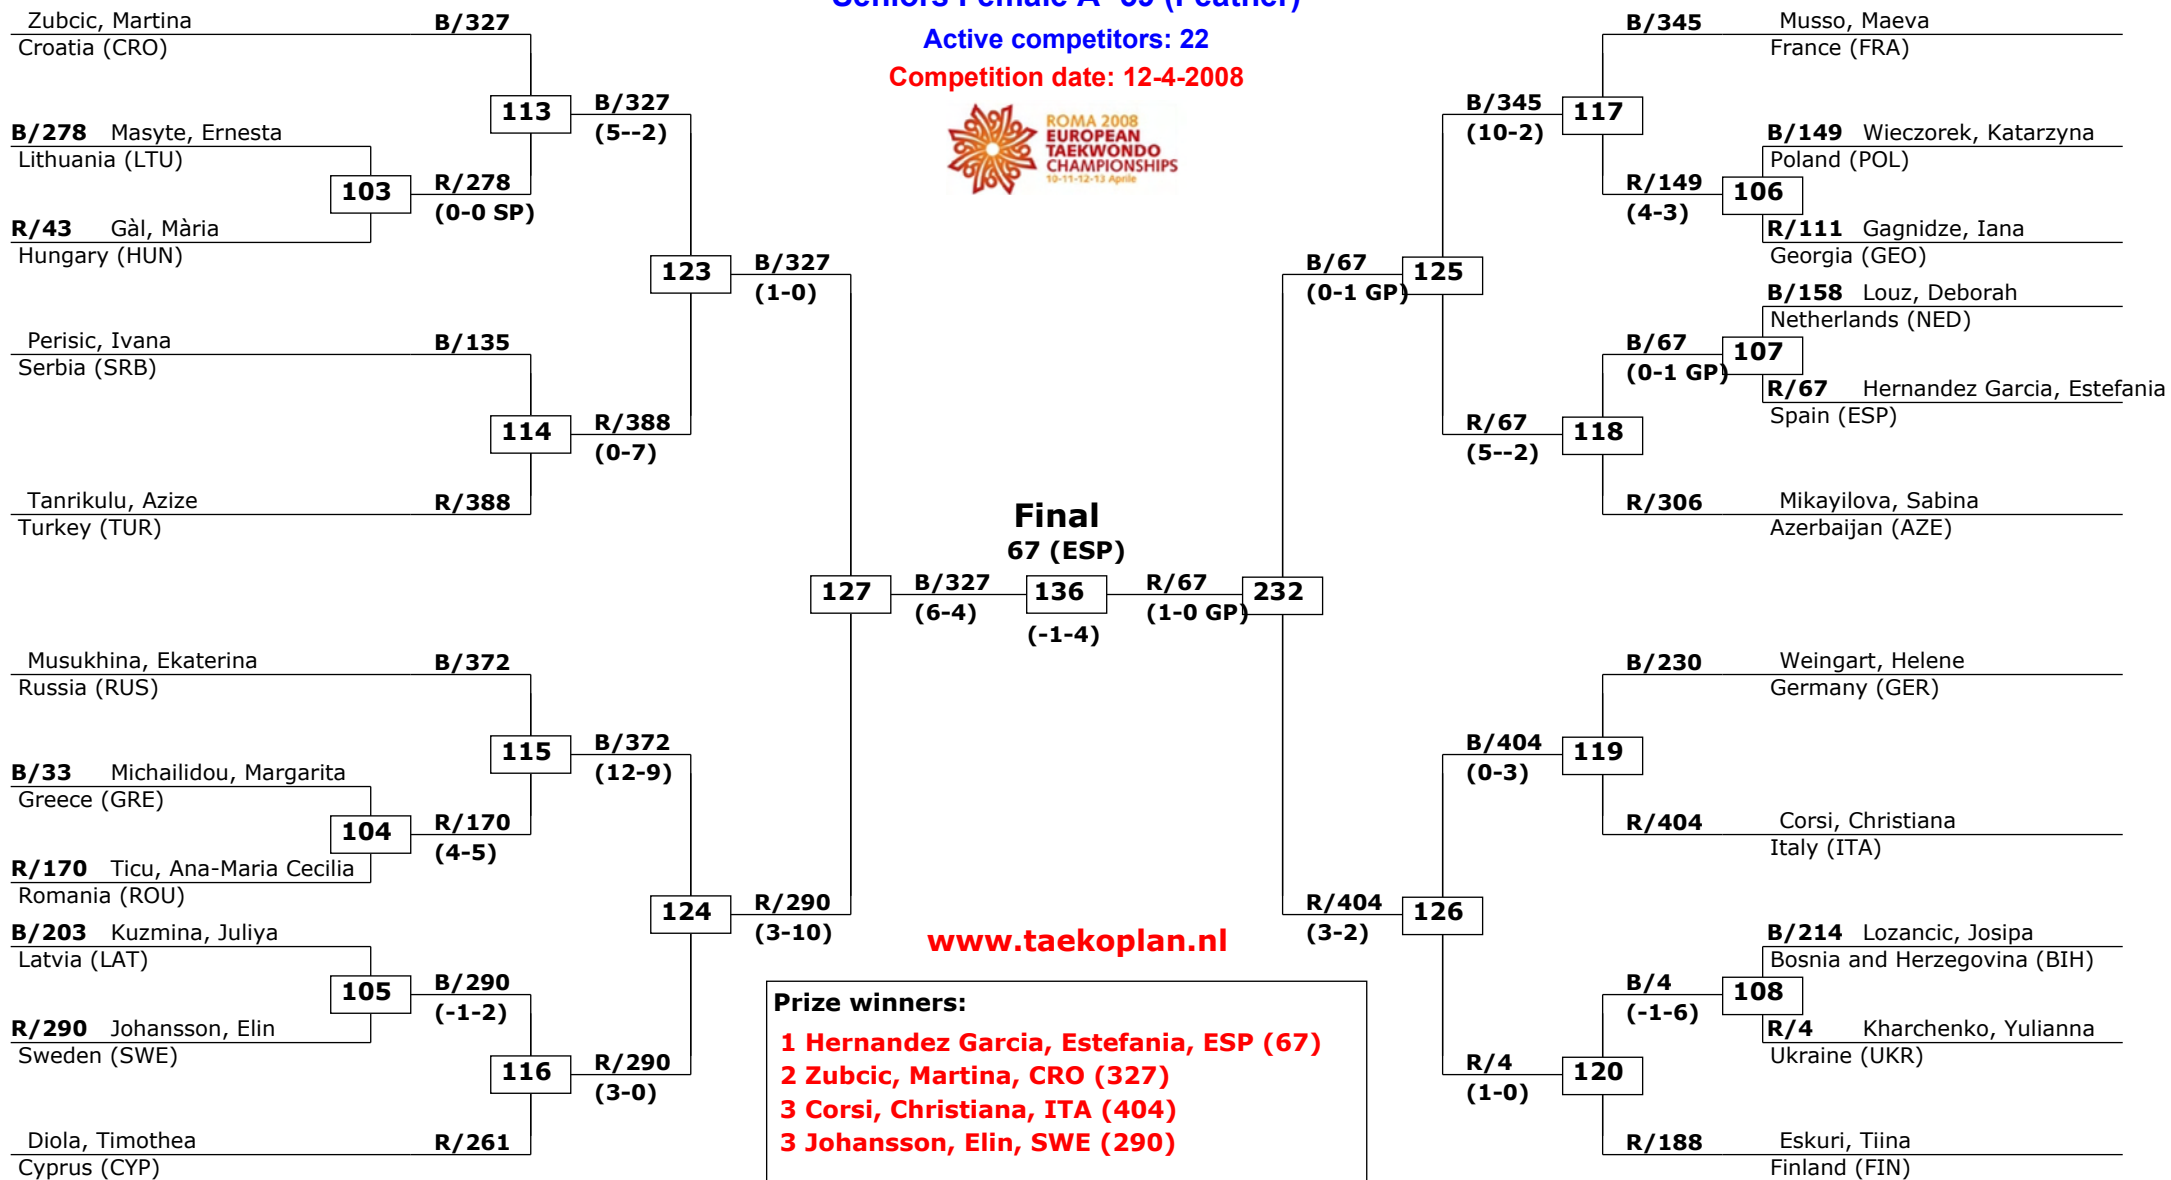 Seniors Female A -59 (Feather)
Active competitors: 22
Competition date: 12-4-2008
ROMA 2008
EUROPEAN
TAEKWONDO
CHAMPIONSHIPS
10-11-12-13 Aprile
Zubcic, Martina
B/327
Croatia (CRO)
113
B/327
(5--2)
B/278 Masyte, Ernesta
Lithuania (LTU)
103
R/278
(0-0 SP)
R/43 Gàl, Mària
Hungary (HUN)
123
B/327
(1-0)
Perisic, Ivana
B/135
Serbia (SRB)
114
R/388
(0-7)
Tanrikulu, Azize
R/388
Turkey (TUR)
127
B/327
(6-4)
Musukhina, Ekaterina
B/372
Russia (RUS)
115
B/372
(12-9)
B/33 Michailidou, Margarita
Greece (GRE)
104
R/170
(4-5)
R/170 Ticu, Ana-Maria Cecilia
Romania (ROU)
124
R/290
(3-10)
B/203 Kuzmina, Juliya
Latvia (LAT)
105
B/290
(-1-2)
R/290 Johansson, Elin
Sweden (SWE)
116
R/290
(3-0)
Diola, Timothea
R/261
Cyprus (CYP)
Final
67 (ESP)
136
(-1-4)
R/67
(1-0 GP)
232
B/345
Musso, Maeva
France (FRA)
B/345
(10-2)
117
B/149 Wieczorek, Katarzyna
Poland (POL)
R/149
(4-3)
106
R/111 Gagnidze, Iana
Georgia (GEO)
B/67
(0-1 GP)
125
B/158 Louz, Deborah
Netherlands (NED)
B/67
(0-1 GP)
107
R/67 Hernandez Garcia, Estefania
Spain (ESP)
R/67
(5--2)
118
R/306
Mikayilova, Sabina
Azerbaijan (AZE)
B/230
Weingart, Helene
Germany (GER)
B/404
(0-3)
119
R/404
Corsi, Christiana
Italy (ITA)
R/404
(3-2)
126
B/214 Lozancic, Josipa
Bosnia and Herzegovina (BIH)
B/4
(-1-6)
108
R/4 Kharchenko, Yulianna
Ukraine (UKR)
R/4
(1-0)
120
R/188
Eskuri, Tiina
Finland (FIN)
www.taekoplan.nl
Prize winners:
1 Hernandez Garcia, Estefania, ESP (67)
2 Zubcic, Martina, CRO (327)
3 Corsi, Christiana, ITA (404)
3 Johansson, Elin, SWE (290)